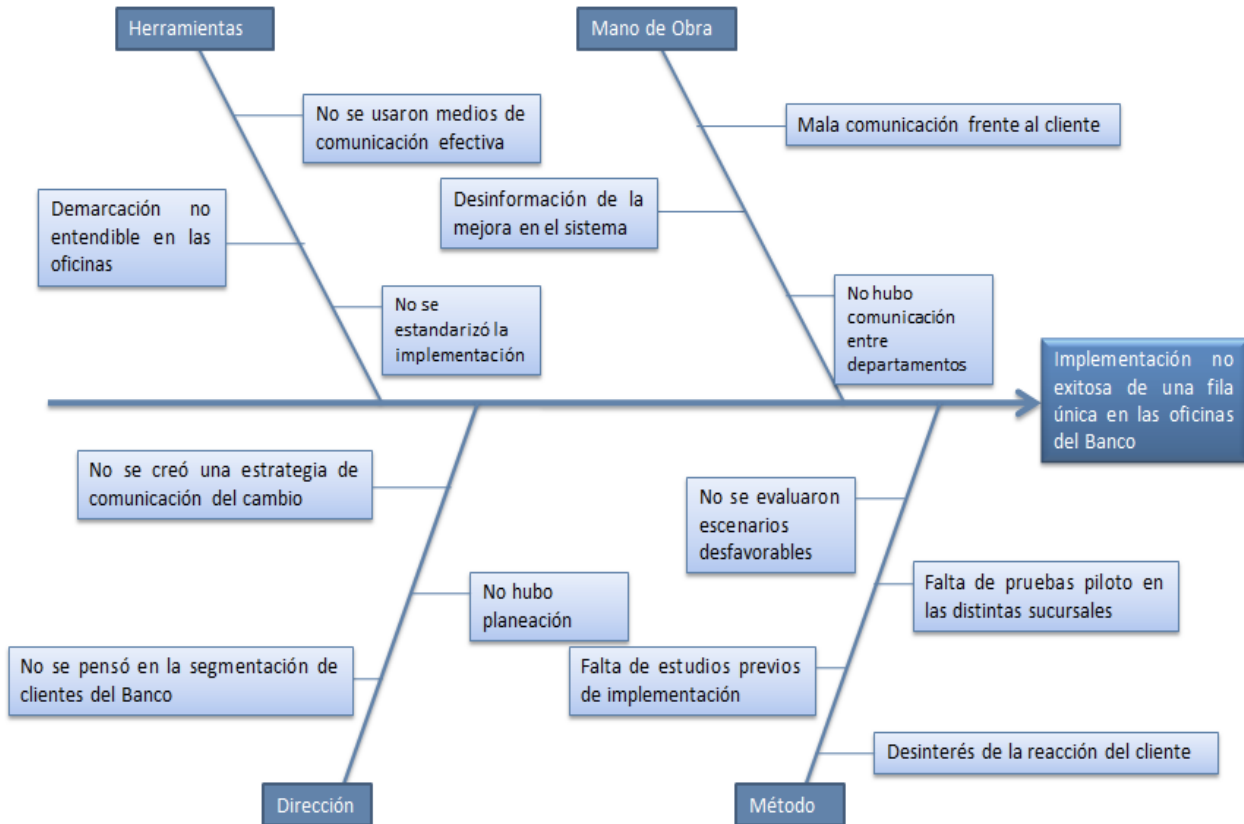 Herramientas
Mano de Obra
No se usaron medios de
comunicación efectiva
Mala comunicación frente al cliente
Demarcación no
entendible en las
oficinas
Desinformación de la
mejora en el sistema
No se
estandarizó la
implementación
No hubo
comunicación
entre
departamentos
Implementación no
exitosa de una fila
única en las oficinas
del Banco
No se creó una estrategia de
comunicación del cambio
No se evaluaron
escenarios
desfavorables
No hubo
planeación
Falta de pruebas piloto en
las distintas sucursales
No se pensó en la segmentación de
clientes del Banco
Falta de estudios previos
de implementación
Desinterés de la reacción del cliente
Dirección
Método